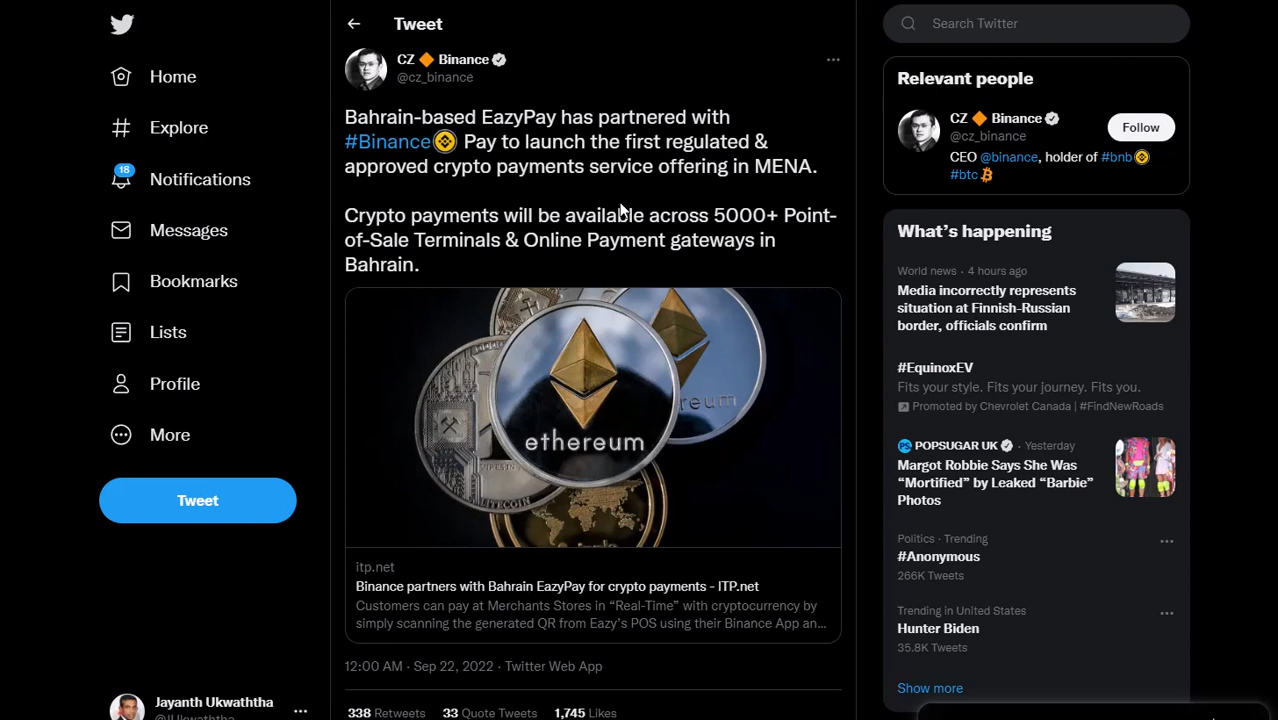 Home
Explore
18
Notifications
Messages
Bookmarks
Lists
Profile
More
Tweet
Jayanth Ukwaththa
Tweet
CZ 🔶 Binance
@cz_binance
Bahrain-based EazyPay has partnered with
#Binance Pay to launch the first regulated &
approved crypto payments service offering in MENA.
Crypto payments will be available across 5000+ Point-
of-Sale Terminals & Online Payment gateways in
Bahrain.
ethereum
LITECOIN
itp.net
Binance partners with Bahrain EazyPay for crypto payments - ITP.net
Customers can pay at Merchants Stores in “Real-Time” with cryptocurrency by
simply scanning the generated QR from Eazy's POS using their Binance App an...
12:00 AM · Sep 22, 2022 · Twitter Web App
338 Retweets 33 Quote Tweets 1,745 Likes
Search Twitter
Relevant people
CZ 🔶 Binance
@cz_binance
Follow
CEO @binance, holder of #bnb
#btc
What's happening
World news · 4 hours ago
Media incorrectly represents
situation at Finnish-Russian
border, officials confirm
#EquinoxEV
Fits your style. Fits your journey. Fits you.
Promoted by Chevrolet Canada | #FindNewRoads
PS POPSUGAR UK · Yesterday
Margot Robbie Says She Was
“Mortified” by Leaked “Barbie”
Photos
Politics · Trending
#Anonymous
266K Tweets
Trending in United States
Hunter Biden
35.8K Tweets
Show more